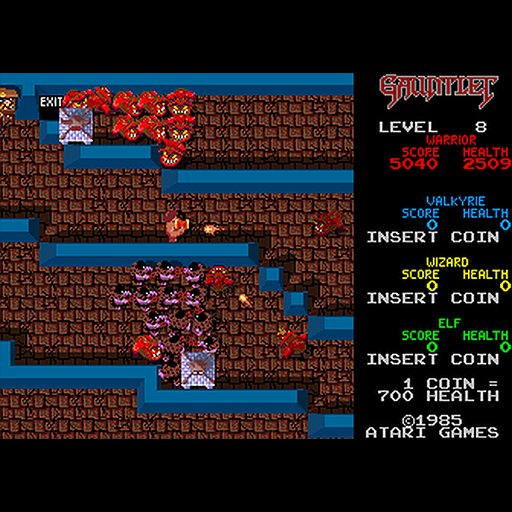 EXIT
GAUNTLET
LEVEL 8
WARRIOR
SCORE HEALTH
5040 2509
VALKYRIE
SCORE HEALTH
0 0
INSERT COIN
WIZARD
SCORE HEALTH
0 0
INSERT COIN
ELF
SCORE HEALTH
0 0
INSERT COIN
1 COIN =
700 HEALTH
©1985
ATARI GAMES